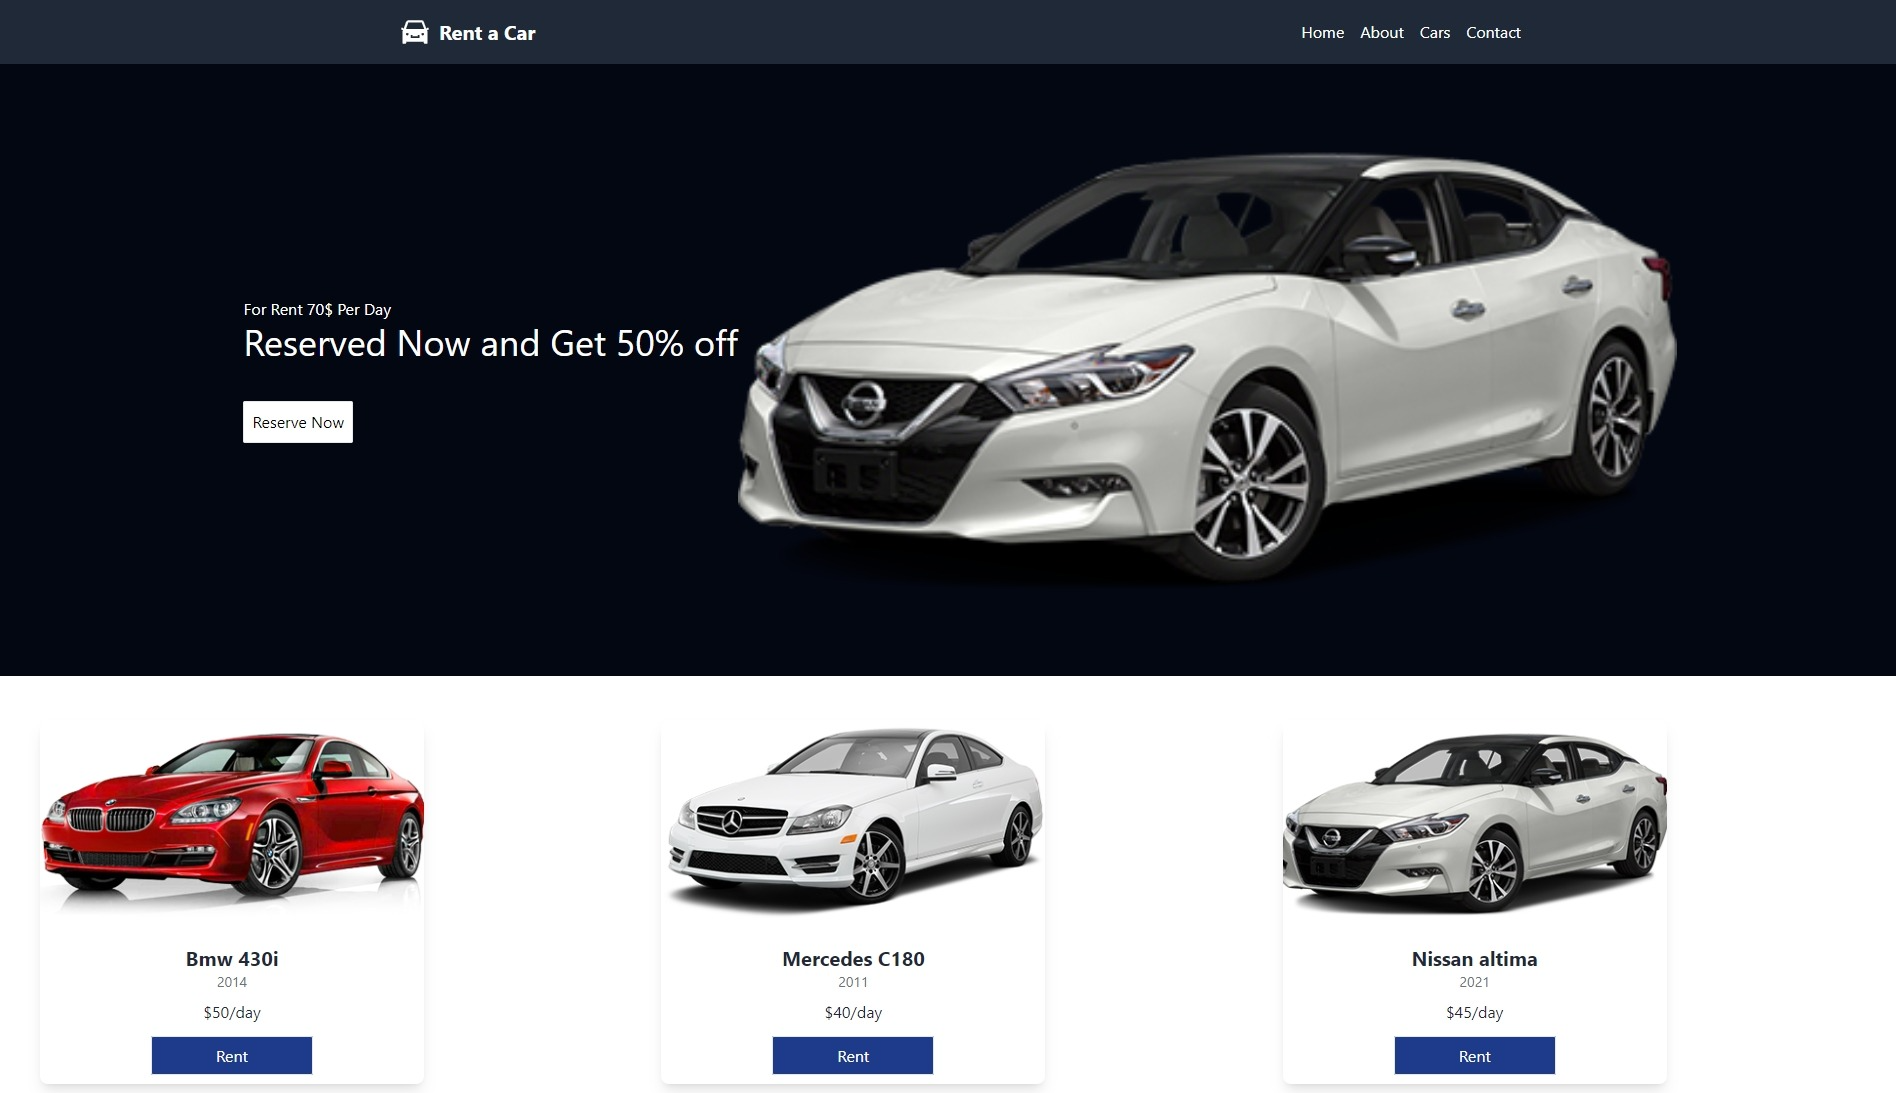 Rent a Car
Home About Cars Contact
For Rent 70$ Per Day
Reserved Now and Get 50% off
Reserve Now
Bmw 430i
2014
$50/day
Rent
Mercedes C180
2011
$40/day
Rent
Nissan altima
2021
$45/day
Rent